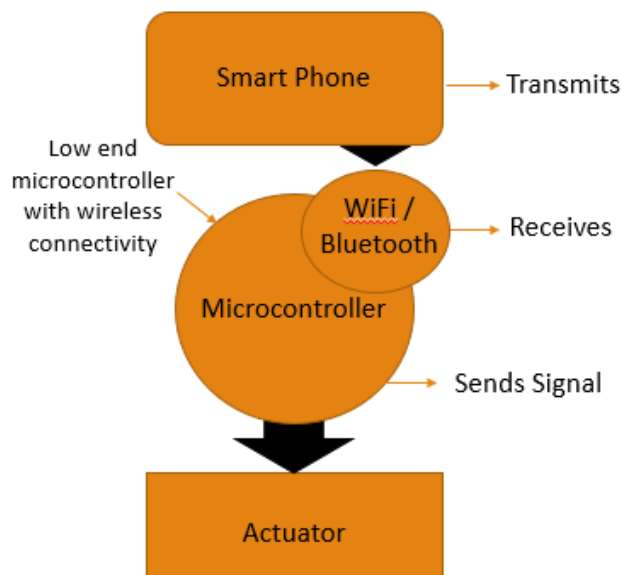 Smart Phone
Transmits
Low end
microcontroller
with wireless
connectivity
WiFi /
Bluetooth
Receives
Microcontroller
Sends Signal
Actuator